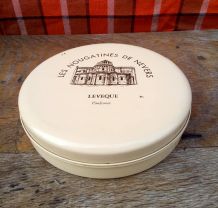 LES NOUGATINES DE NEVERS
LEVEQUE
Confiseur